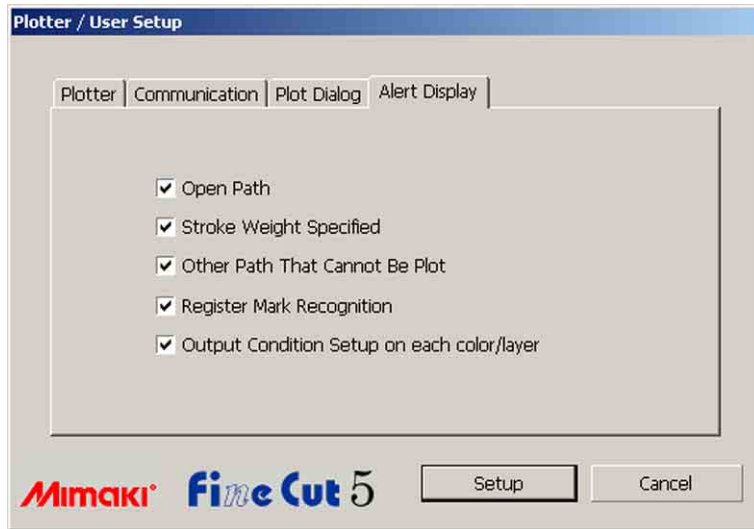 Plotter / User Setup
Plotter Communication Plot Dialog Alert Display
Open Path
Stroke Weight Specified
Other Path That Cannot Be Plot
Register Mark Recognition
Output Condition Setup on each color/layer
Mimaki Fine Cut 5 Setup Cancel